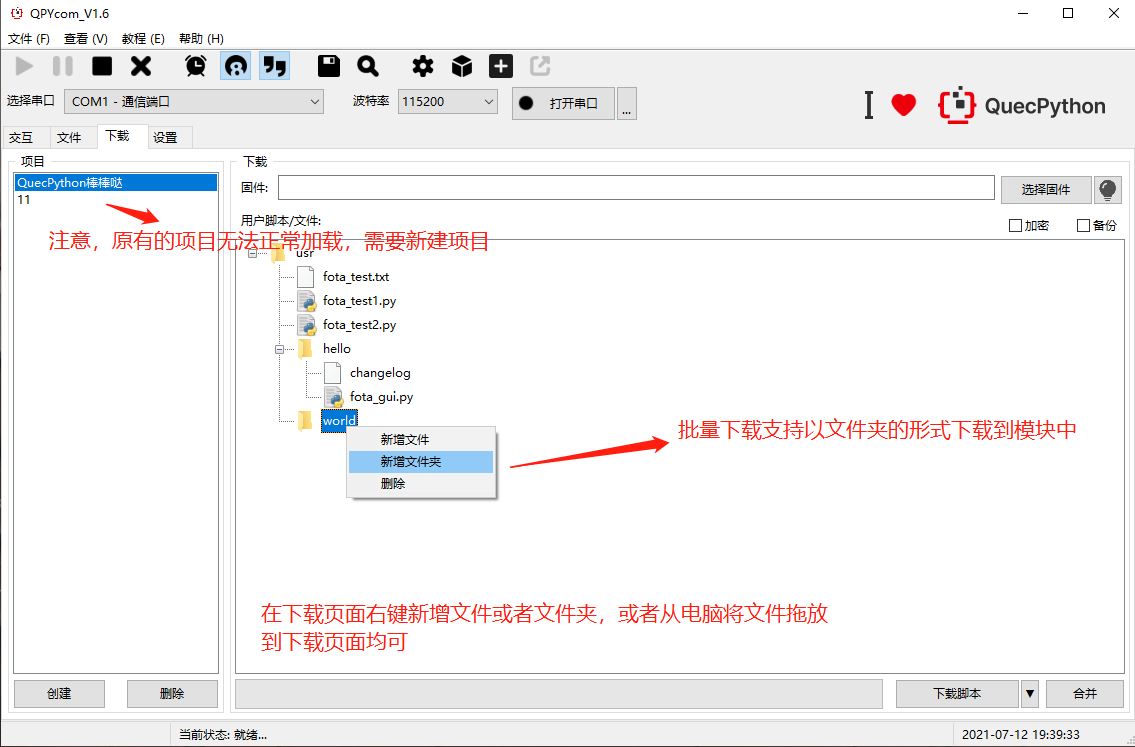 QPYcom_V1.6
文件 (F) 查看 (V) 教程 (E) 帮助 (H)
选择串口 COM1 - 通信端口 波特率 115200 打开串口 ...
I QuecPython
交互 文件 下载 设置
项目
QuecPython棒棒哒
11
注意，原有的项目无法正常加载，需要新建项目
下载
固件: 选择固件
用户脚本/文件: 加密 备份
usr
fota_test.txt
fota_test1.py
fota_test2.py
hello
changelog
fota_gui.py
world
新增文件
新增文件夹
删除
批量下载支持以文件夹的形式下载到模块中
在下载页面右键新增文件或者文件夹，或者从电脑将文件拖放
到下载页面均可
创建 删除 下载脚本 合并
当前状态: 就绪... 2021-07-12 19:39:33